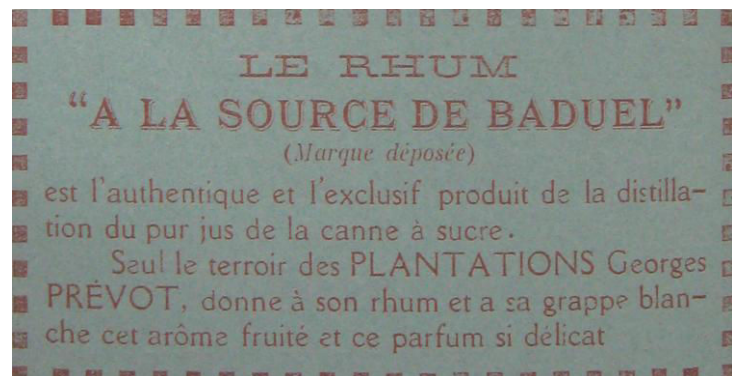 LE RHUM
"A LA SOURCE DE BADUEL"
(Marque déposée)
est l'authentique et l'exclusif produit de la distilla-
tion du pur jus de la canne à sucre.
Seul le terroir des PLANTATIONS Georges
PRÉVOT, donne à son rhum et a sa grappe blan-
che cet arôme fruité et ce parfum si délicat